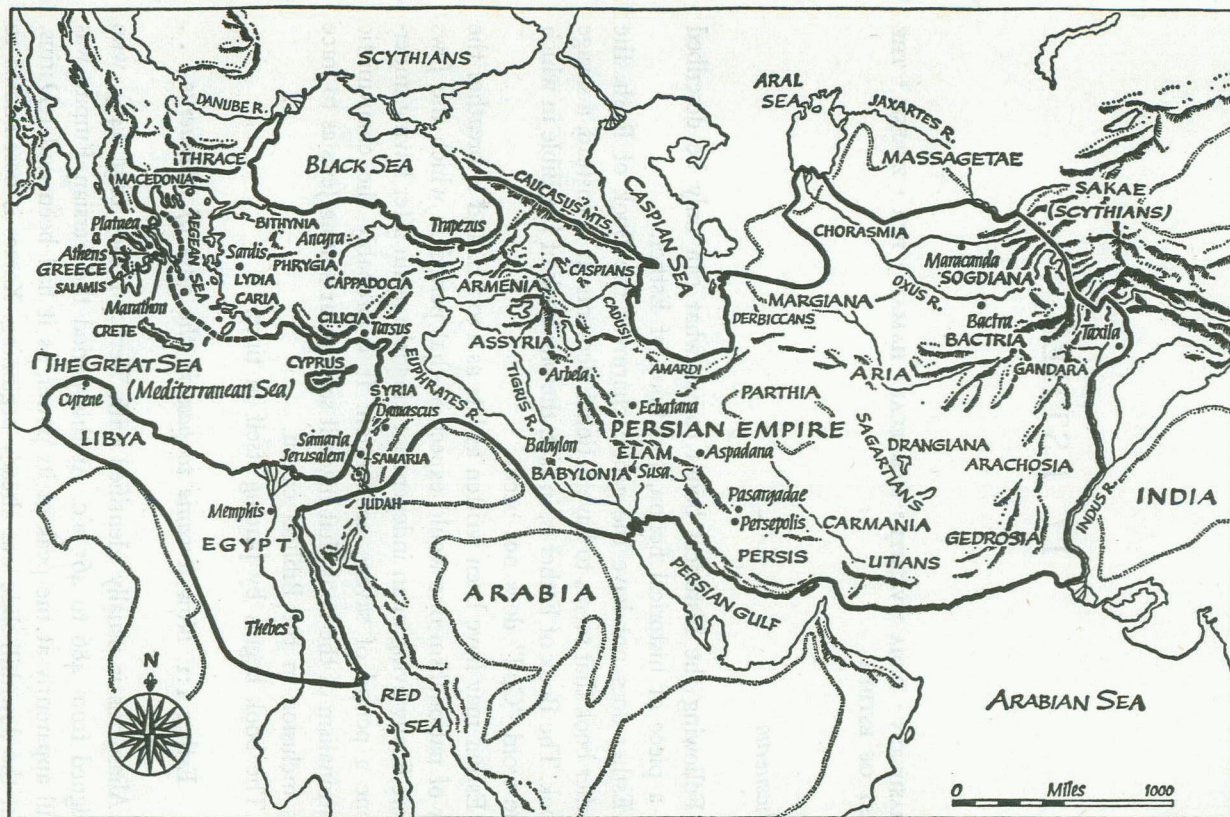 SCYTHIANS
DANUBE R.
THRACE
MACEDONIA
BLACK SEA
CAUCASUS MTS.
CASPIAN SEA
ARAL
SEA
JAXARTES R.
MASSAGETAE
SAKAE
(SCYTHIANS)
CHORASMIA
Maracanda
SOGDIANA
OXUS R.
Plataea
Athens
GREECE
SALAMIS
Marathon
AEGEAN SEA
CRETE
BITHYNIA
Ancyra
Sardis
PHRYGIA
LYDIA
CARIA
CAPPADOCIA
CILICIA
Tarsus
Trapezus
ARMENIA
CASPIANS
CADUSII
MARGIANA
DERBICCANS
Bactra
BACTRIA
Taxila
GANDARA
ASSYRIA
Arbela
AMARDI
ARIA
THE GREAT SEA
(Mediterranean Sea)
CYPRUS
SYRIA
Damascus
EUPHRATES R.
TIGRIS R.
Ecbatana
PARTHIA
PERSIAN EMPIRE
Cyrene
LIBYA
Samaria
Jerusalem
SAMARIA
JUDAH
Babylon
BABYLONIA
ELAM
Susa
Aspadana
SAGARTIANS
DRANGIANA
ARACHOSIA
Memphis
EGYPT
Pasargadae
Persepolis
PERSIS
CARMANIA
UTIANS
GEDROSIA
INDUS R.
INDIA
ARABIA
PERSIAN GULF
Thebes
RED
SEA
ARABIAN SEA
N
0 Miles 1000